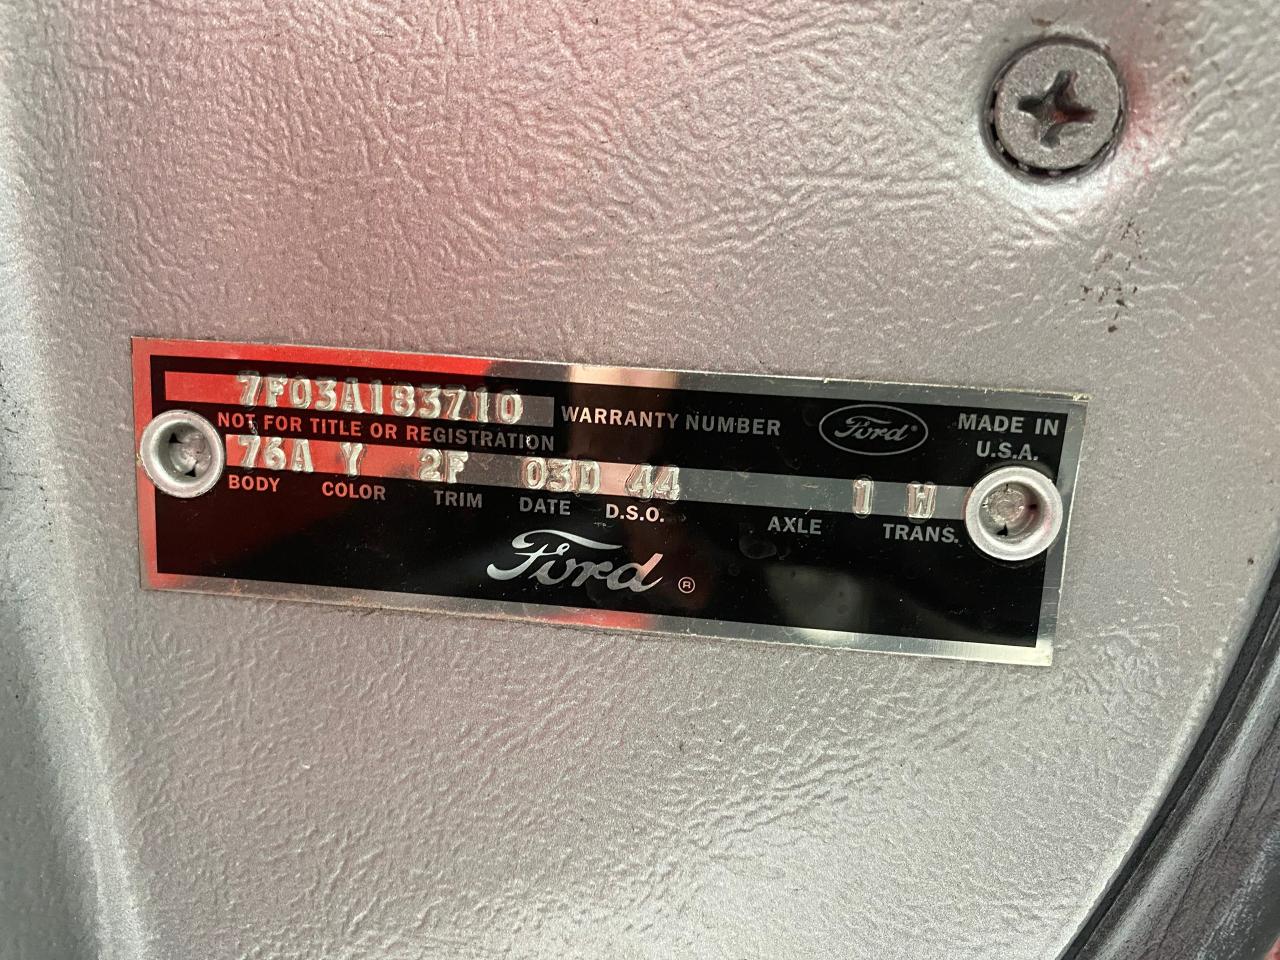 7F03A183710 WARRANTY NUMBER Ford® MADE IN U.S.A.
NOT FOR TITLE OR REGISTRATION
76A Y 2F 03D 44 1 W
BODY COLOR TRIM DATE D.S.O. AXLE TRANS.
Ford ®